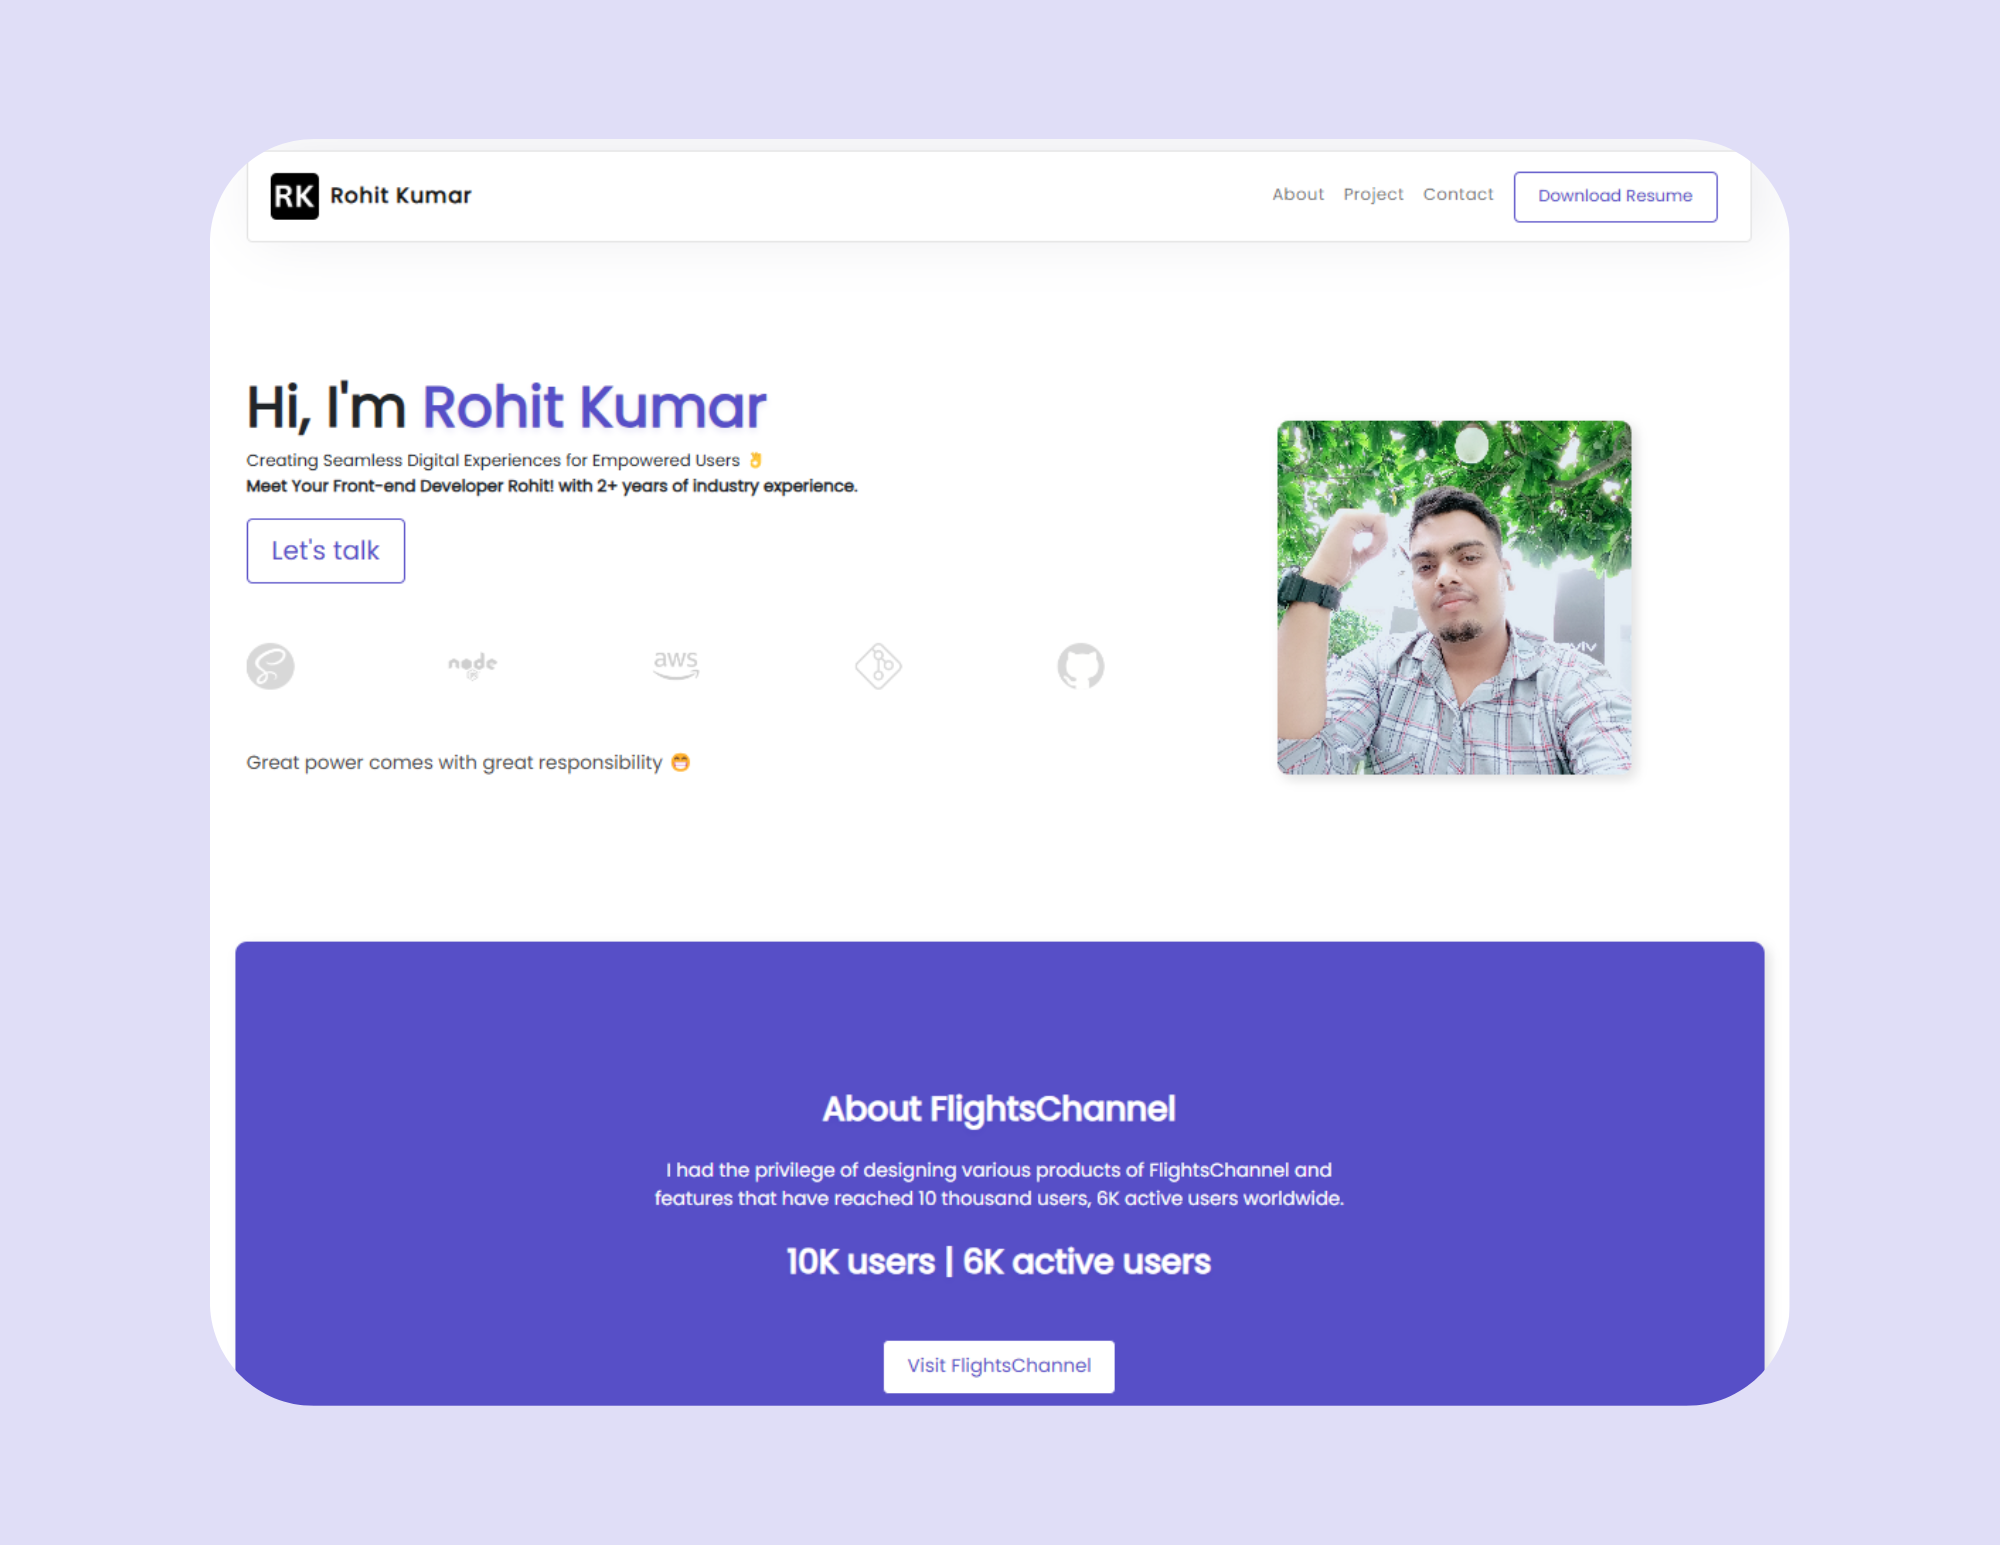 RK Rohit Kumar
About Project Contact Download Resume
Hi, I'm Rohit Kumar
Creating Seamless Digital Experiences for Empowered Users 👌
Meet Your Front-end Developer Rohit! with 2+ years of industry experience.
Let's talk
node
aws
Great power comes with great responsibility 😁
About FlightsChannel
I had the privilege of designing various products of FlightsChannel and
features that have reached 10 thousand users, 6K active users worldwide.
10K users | 6K active users
Visit FlightsChannel